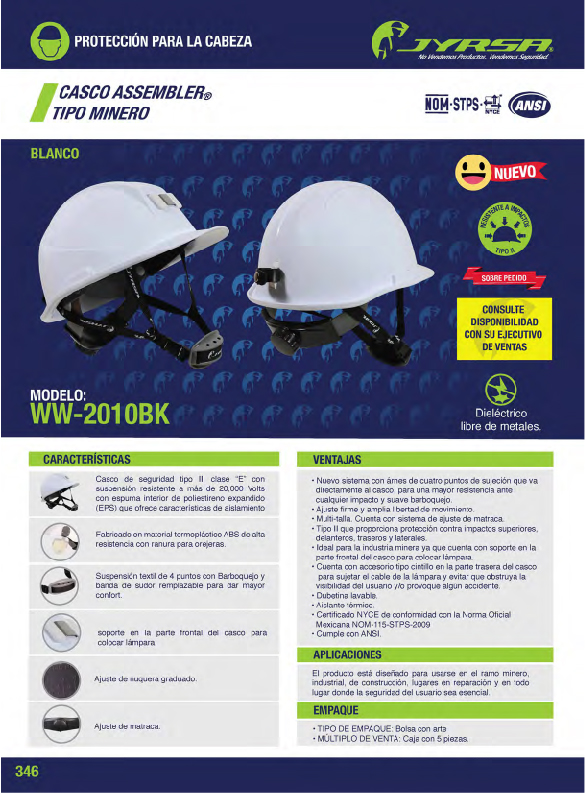 PROTECCIÓN PARA LA CABEZA
JYRSA®
No Vendemos Productos, Vendemos Seguridad.
CASCO ASSEMBLER®
TIPO MINERO
NOM-STPS- NYCE ANSI
BLANCO
NUEVO
RESISTENTE A IMPACTOS
TIPO II
SOBRE PEDIDO
CONSULTE
DISPONIBILIDAD
CON SU EJECUTIVO
DE VENTAS
MODELO:
WW-2010BK
Dieléctrico
libre de metales.
CARACTERÍSTICAS
Casco de seguridad tipo II clase "E" con
suspensión resistente a más de 20,000 Volts
con espuma interior de poliestireno expandido
(EPS) que ofrece características de aislamiento
Fabricado en material termoplástico ABS de alta
resistencia con ranura para orejeras.
Suspensión textil de 4 puntos con Barboquejo y
banda de sudor remplazable para dar mayor
confort.
soporte en la parte frontal del casco para
colocar lámpara
Ajuste de nuquera graduado.
Ajuste de matraca.
VENTAJAS
• Nuevo sistema con arnes de cuatro puntos de sujeción que va
directamente al casco, para una mayor resistencia ante
cualquier impacto y suave barboquejo.
• Ajuste firme y amplia libertad de movimiento.
• Multi-talla. Cuenta con sistema de ajuste de matraca.
• Tipo II que proporciona protección contra impactos superiores,
delanteros, traseros y laterales.
• Ideal para la industria minera ya que cuenta con soporte en la
parte frontal del casco para colocar lámpara.
• Cuenta con accesorio tipo cintillo en la parte trasera del casco
para sujetar el cable de la lámpara y evitar que obstruya la
visibilidad del usuario y/o provoque algun accidente.
• Dubetina lavable.
• Aislante térmico.
• Certificado NYCE de conformidad con la Norma Oficial
Mexicana NOM-115-STPS-2009
• Cumple con ANSI.
APLICACIONES
El producto está diseñado para usarse en el ramo minero,
industrial, de construcción, lugares en reparación y en todo
lugar donde la seguridad del usuario sea esencial.
EMPAQUE
• TIPO DE EMPAQUE: Bolsa con arte
• MÚLTIPLO DE VENTA: Caja con 5 piezas.
346